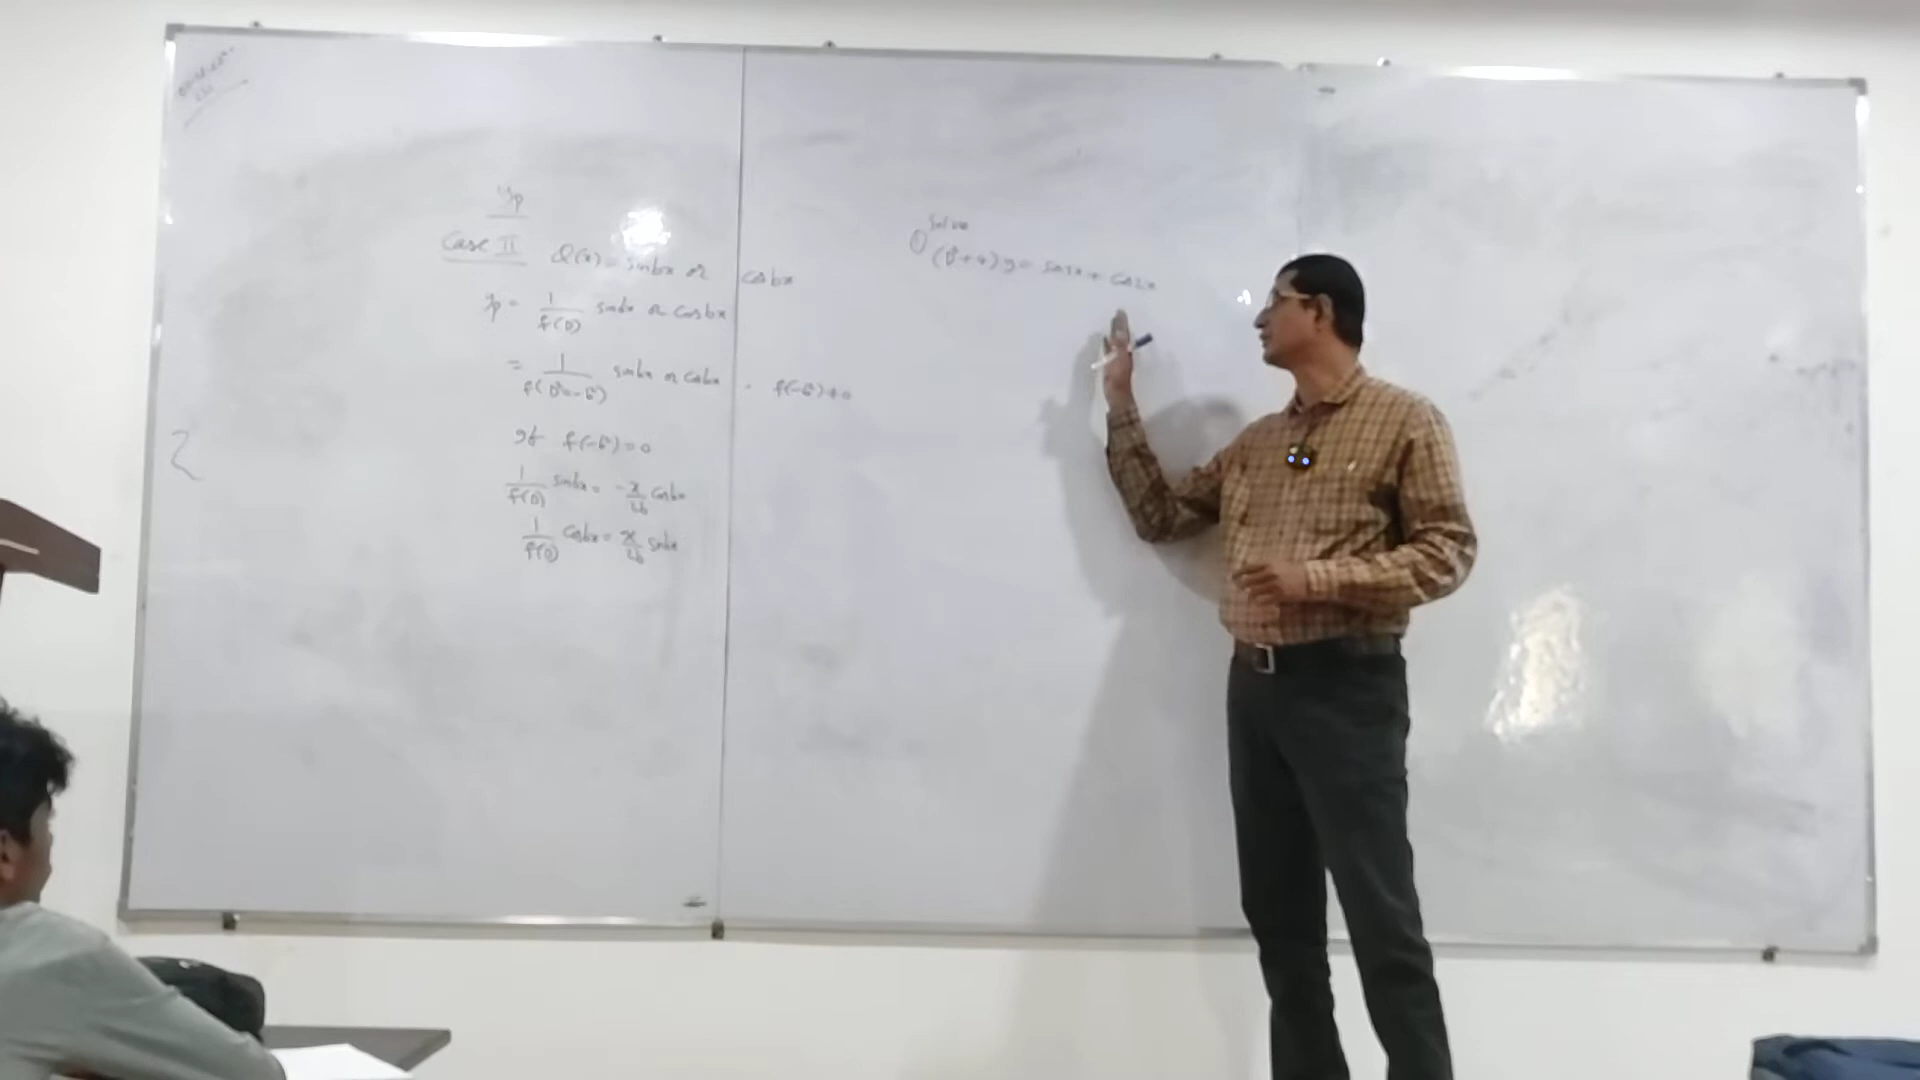 yp
Case II Q(x) = sinbx or cosbx
yp = 1/f(D) sinbx or cosbx
= 1/f(D²=-b²) sinbx or cosbx . f(-b²)≠0
If f(-b²)=0
1/f(D) sinbx = -x/2b cosbx
1/f(D) cosbx = x/2b sinbx
Solve
① (D²+4)y = sin2x + cos2x